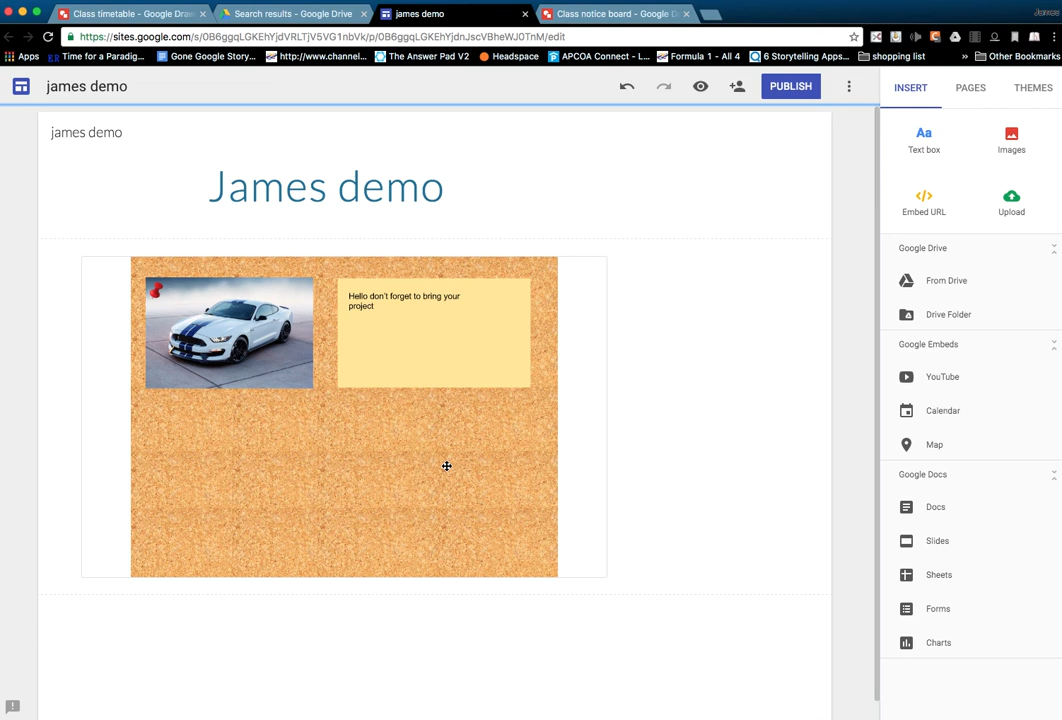 Class timetable - Google Draw
Search results - Google Drive
james demo
Class notice board - Google D
James
https://sites.google.com/s/0B6ggqLGKEhYjdVRLTjV5VG1nbVk/p/0B6ggqLGKEhYjdnJscVBheWJ0TnM/edit
Apps
Time for a Paradig...
Gone Google Story...
http://www.channel...
The Answer Pad V2
Headspace
APCOA Connect - L...
Formula 1 - All 4
6 Storytelling Apps...
shopping list
»
Other Bookmarks
james demo
PUBLISH
INSERT
PAGES
THEMES
james demo
James demo
Hello don't forget to bring your
project
Aa
Text box
Images
Embed URL
Upload
Google Drive
From Drive
Drive Folder
Google Embeds
YouTube
Calendar
Map
Google Docs
Docs
Slides
Sheets
Forms
Charts